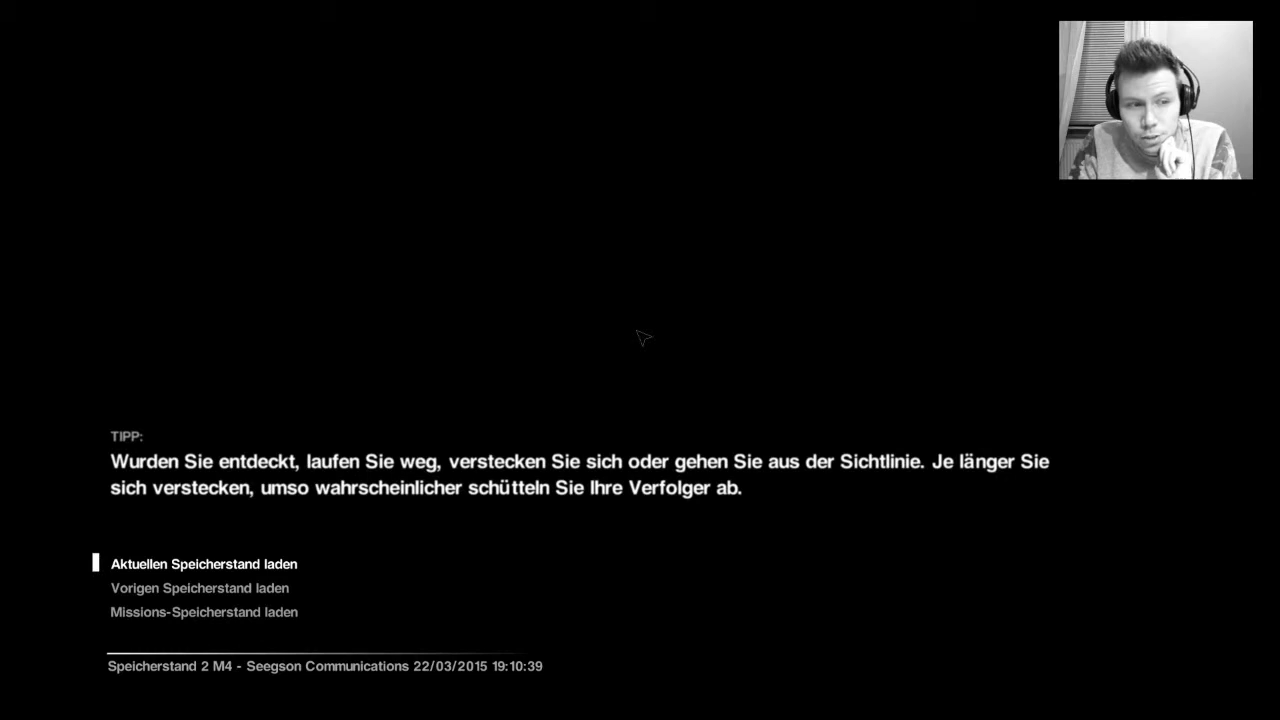 TIPP:
Wurden Sie entdeckt, laufen Sie weg, verstecken Sie sich oder gehen Sie aus der Sichtlinie. Je länger Sie
sich verstecken, umso wahrscheinlicher schütteln Sie Ihre Verfolger ab.
Aktuellen Speicherstand laden
Vorigen Speicherstand laden
Missions-Speicherstand laden
Speicherstand 2 M4 - Seegson Communications 22/03/2015 19:10:39